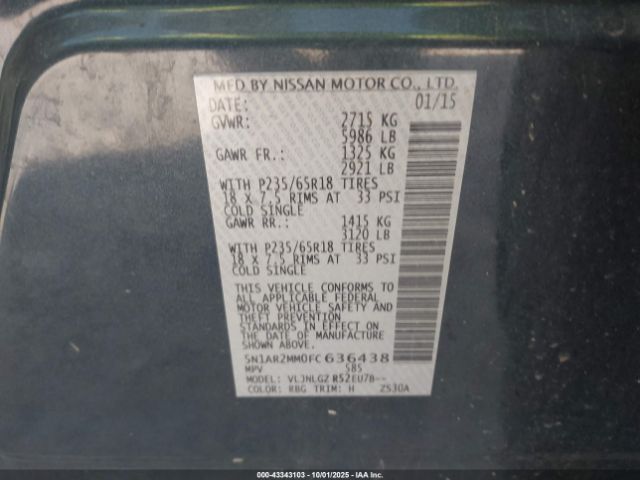 MFD BY NISSAN MOTOR CO., LTD.
DATE: 01/15
GVWR: 2715 KG
5986 LB
GAWR FR.: 1325 KG
2921 LB
WITH P235/65R18 TIRES
18 X 7.5 RIMS AT 33 PSI
COLD SINGLE
GAWR RR.: 1415 KG
3120 LB
WITH P235/65R18 TIRES
18 X 7.5 RIMS AT 33 PSI
COLD SINGLE
THIS VEHICLE CONFORMS TO
ALL APPLICABLE FEDERAL
MOTOR VEHICLE SAFETY AND
THEFT PREVENTION
STANDARDS IN EFFECT ON
THE DATE OF MANUFACTURE
SHOWN ABOVE.
5N1AR2MM0FC636438
MPV 585
MODEL: VLJNLGZ R52EU7B--
COLOR: RBG TRIM: H ZS30A
000-43343103 - 10/01/2025 - IAA Inc.